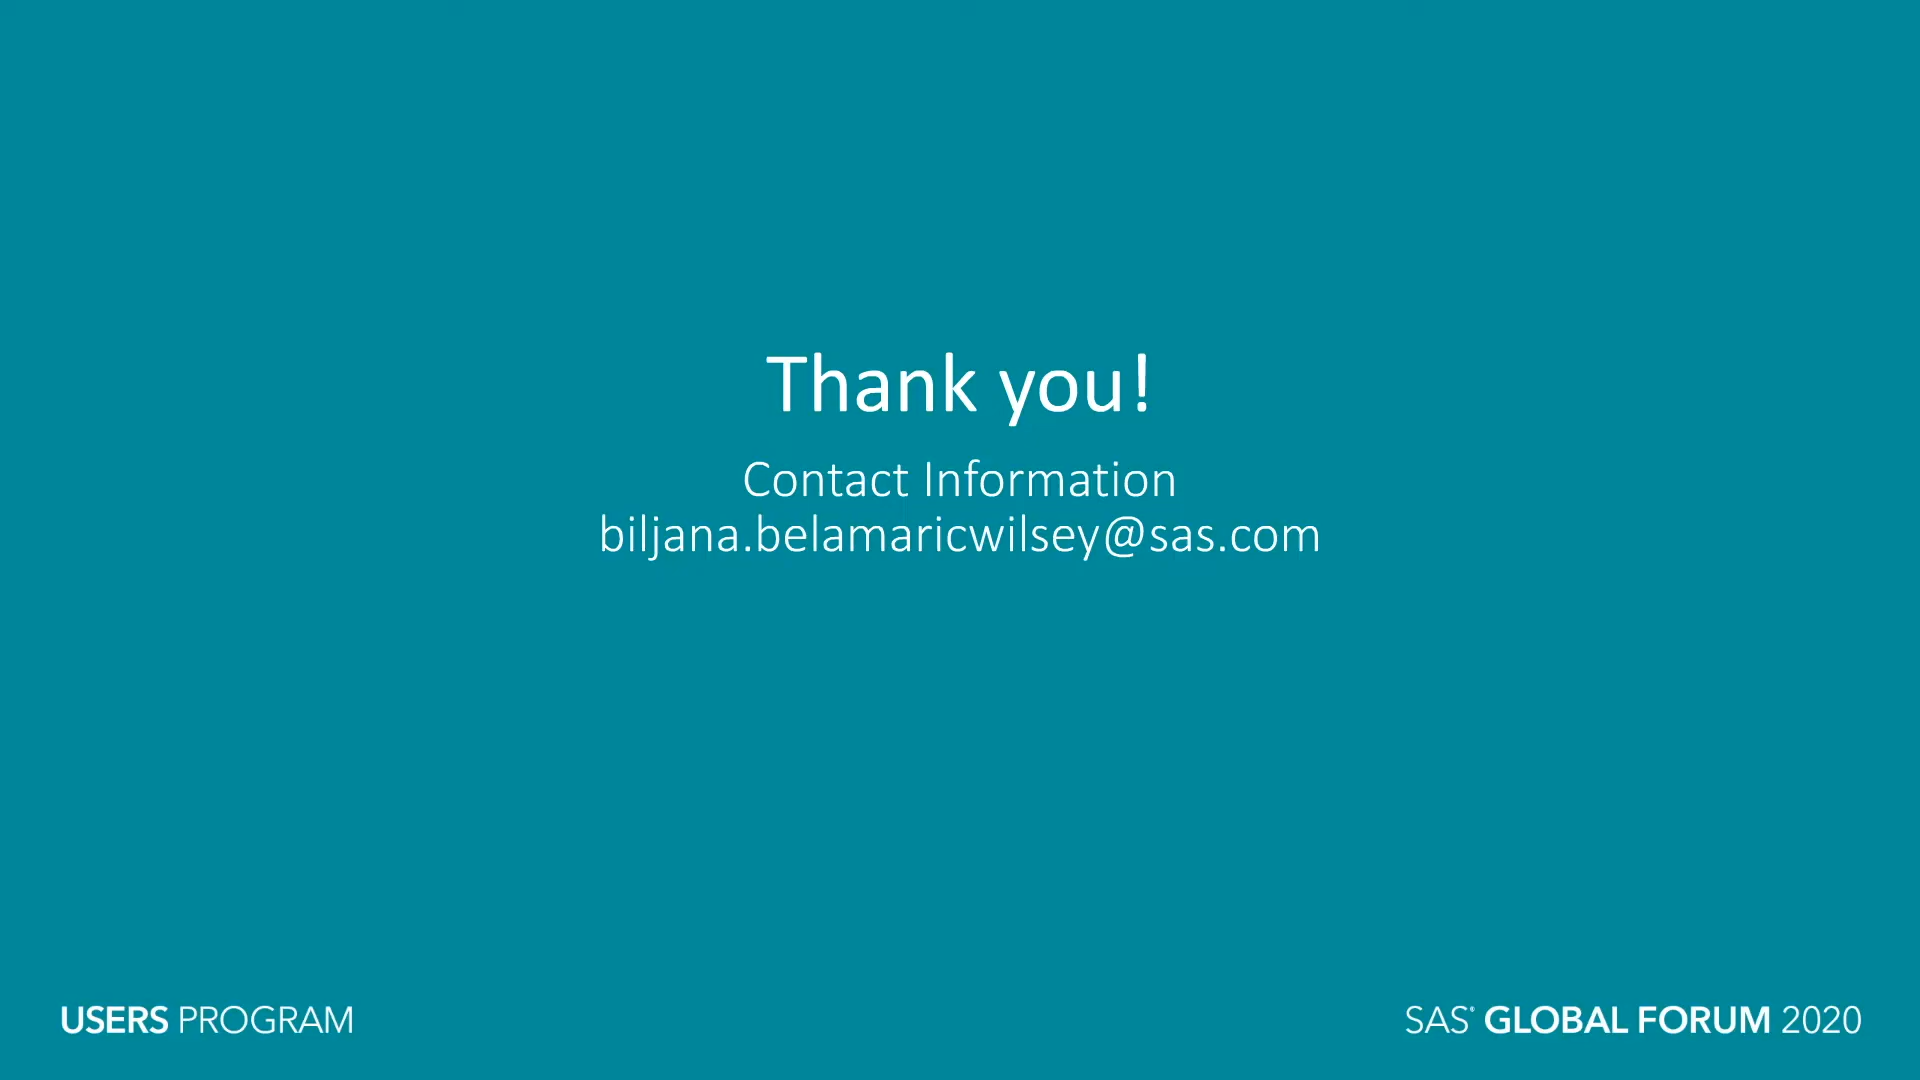 Thank you!
Contact Information
biljana.belamaricwilsey@sas.com
USERS PROGRAM
SAS® GLOBAL FORUM 2020